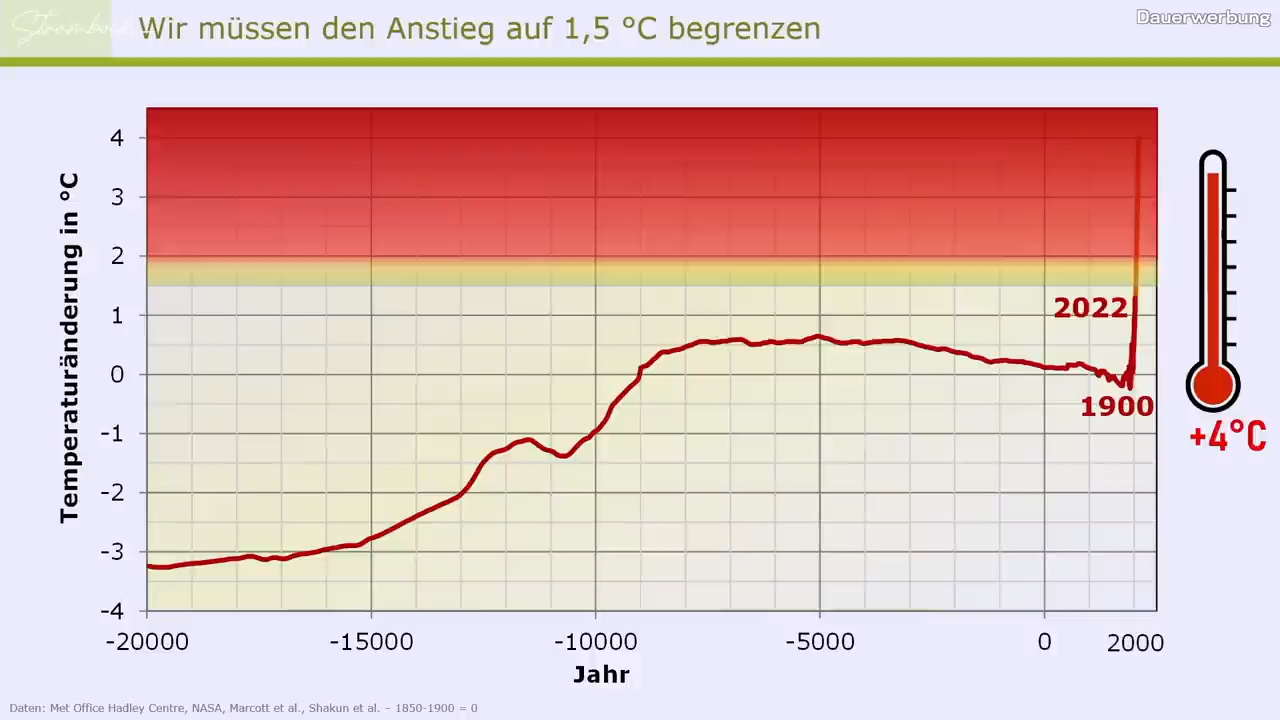 Wir müssen den Anstieg auf 1,5 °C begrenzen
Dauerwerbung
Temperaturänderung in °C
4
3
2
1
0
-1
-2
-3
-4
2022
1900
+4°C
-20000 -15000 -10000 -5000 0 2000
Jahr
Daten: Met Office Hadley Centre, NASA, Marcott et al., Shakun et al. - 1850-1900 = 0